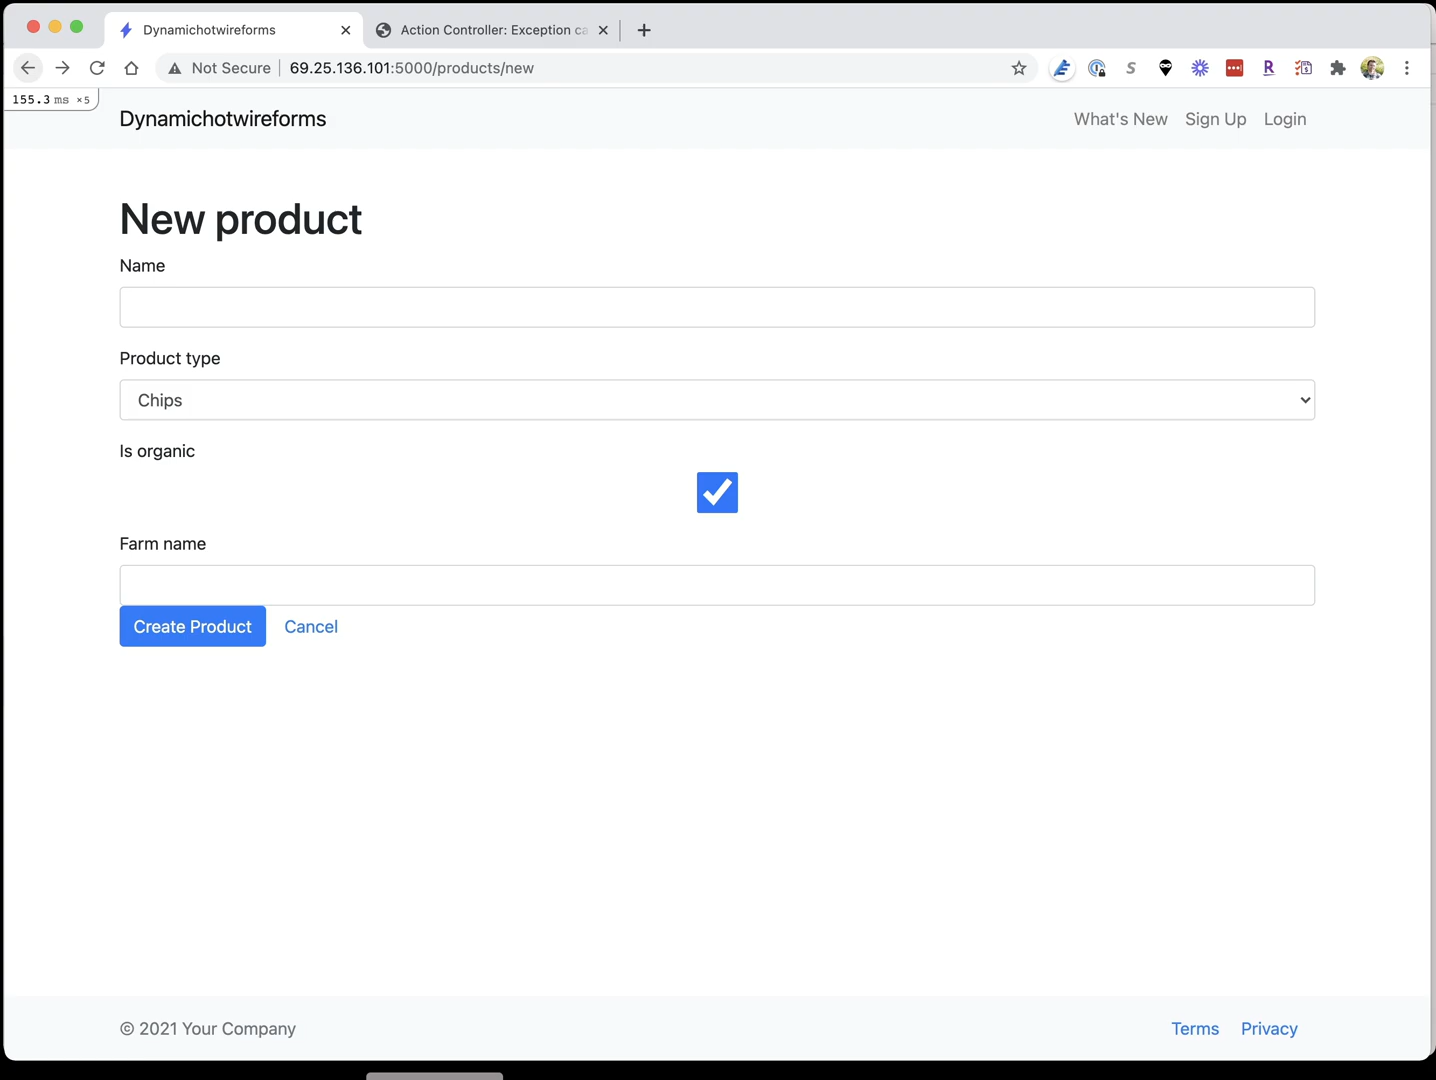 Dynamichotwireforms
Action Controller: Exception ca
Not Secure 69.25.136.101:5000/products/new
155.3 ms ×5
Dynamichotwireforms
What's New Sign Up Login
New product
Name
Product type
Chips
Is organic
Farm name
Create Product Cancel
© 2021 Your Company
Terms Privacy